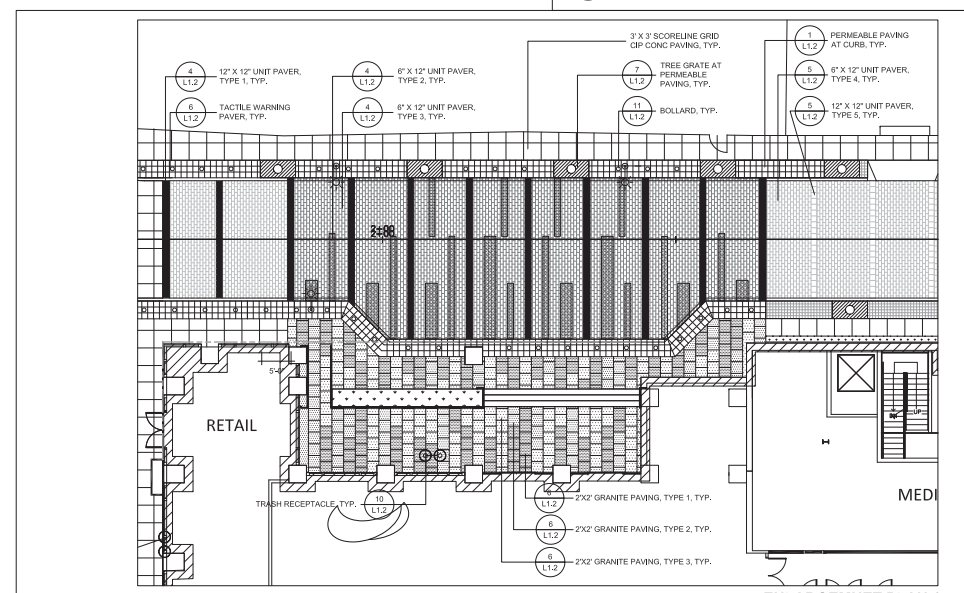 3' X 3' SCORELINE GRID
CIP CONC PAVING, TYP.
1
L1.2
PERMEABLE PAVING
AT CURB, TYP.
4
L1.2
12" X 12" UNIT PAVER,
TYPE 1, TYP.
4
L1.2
6" X 12" UNIT PAVER,
TYPE 2, TYP.
7
L1.2
TREE GRATE AT
PERMEABLE
PAVING, TYP.
5
L1.2
6" X 12" UNIT PAVER,
TYPE 4, TYP.
6
L1.2
TACTILE WARNING
PAVER, TYP.
4
L1.2
6" X 12" UNIT PAVER,
TYPE 3, TYP.
11
L1.2
BOLLARD, TYP.
5
L1.2
12" X 12" UNIT PAVER,
TYPE 5, TYP.
5'-0"
RETAIL
UP
MEDI
TRASH RECEPTACLE, TYP.
10
L1.2
6
L1.2
2'X2' GRANITE PAVING, TYPE 1, TYP.
6
L1.2
2'X2' GRANITE PAVING, TYPE 2, TYP.
6
L1.2
2'X2' GRANITE PAVING, TYPE 3, TYP.